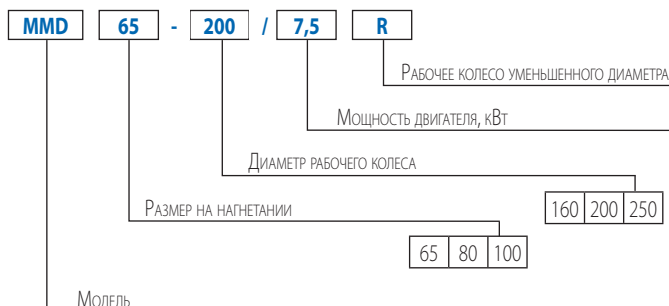 MMD 65 - 200 / 7,5 R
Рабочее колесо уменьшенного диаметра
Мощность двигателя, кВт
Диаметр рабочего колеса
160 200 250
Размер на нагнетании
65 80 100
Модель